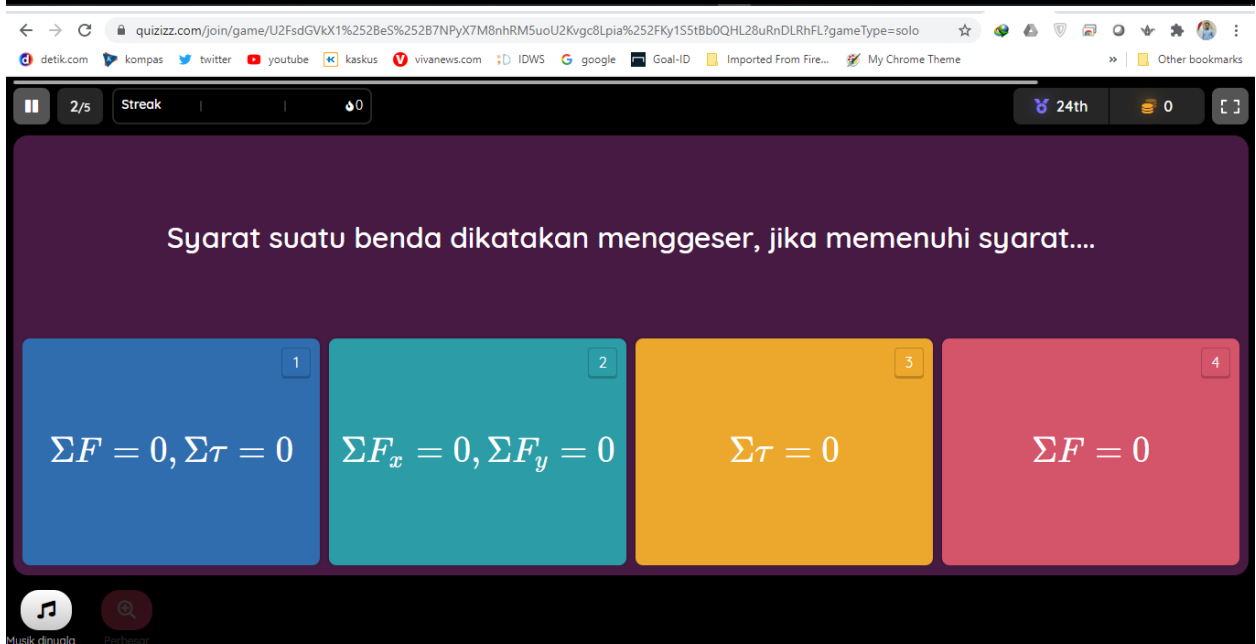 quizizz.com/join/game/U2FsdGVkX1%252BeS%252B7NPyX7M8nhRM5uoU2Kvgc8Lpia%252FKy1S5tBb0QHL28uRnDLRhFL?gameType=solo
detik.com kompas twitter youtube kaskus vivanews.com IDWS google Goal-ID Imported From Fire... My Chrome Theme » Other bookmarks
2/5 Streak 0 24th 0
Syarat suatu benda dikatakan menggeser, jika memenuhi syarat....
1 2 3 4
ΣF = 0, Στ = 0 ΣFₓ = 0, ΣF_y = 0 Στ = 0 ΣF = 0
Musik dinyala Perbesar